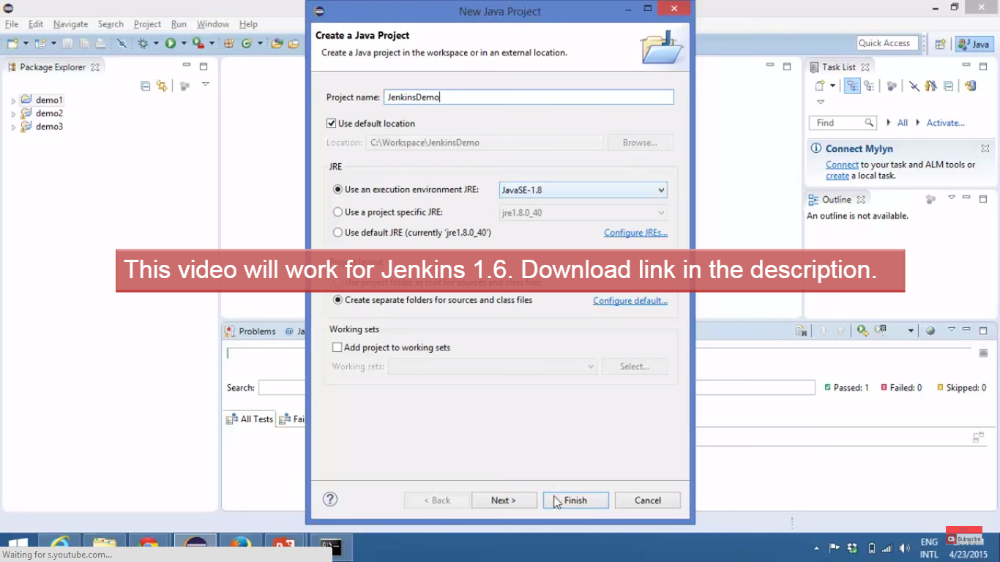 New Java Project
File Edit Navigate Search Project Run Window Help
Create a Java Project
Create a Java project in the workspace or in an external location.
Quick Access
Java
Package Explorer
demo1
demo2
demo3
Project name: JenkinsDemo
Use default location
Location: C:\Workspace\JenkinsDemo Browse...
JRE
Use an execution environment JRE: JavaSE-1.8
Use a project specific JRE: jre1.8.0_40
Use default JRE (currently 'jre1.8.0_40') Configure JREs...
This video will work for Jenkins 1.6. Download link in the description.
Project layout
Use project folder as root for sources and class files
Create separate folders for sources and class files Configure default...
Working sets
Add project to working sets
Working sets: Select...
< Back Next > Finish Cancel
Task List
Find All Activate...
Connect Mylyn
Connect to your task and ALM tools or
create a local task.
Outline
An outline is not available.
Problems @ Ja
Search: Passed: 1 Failed: 0 Skipped: 0
All Tests Fai
Waiting for s.youtube.com...
ENG
INTL
Subscribe
4/23/2015